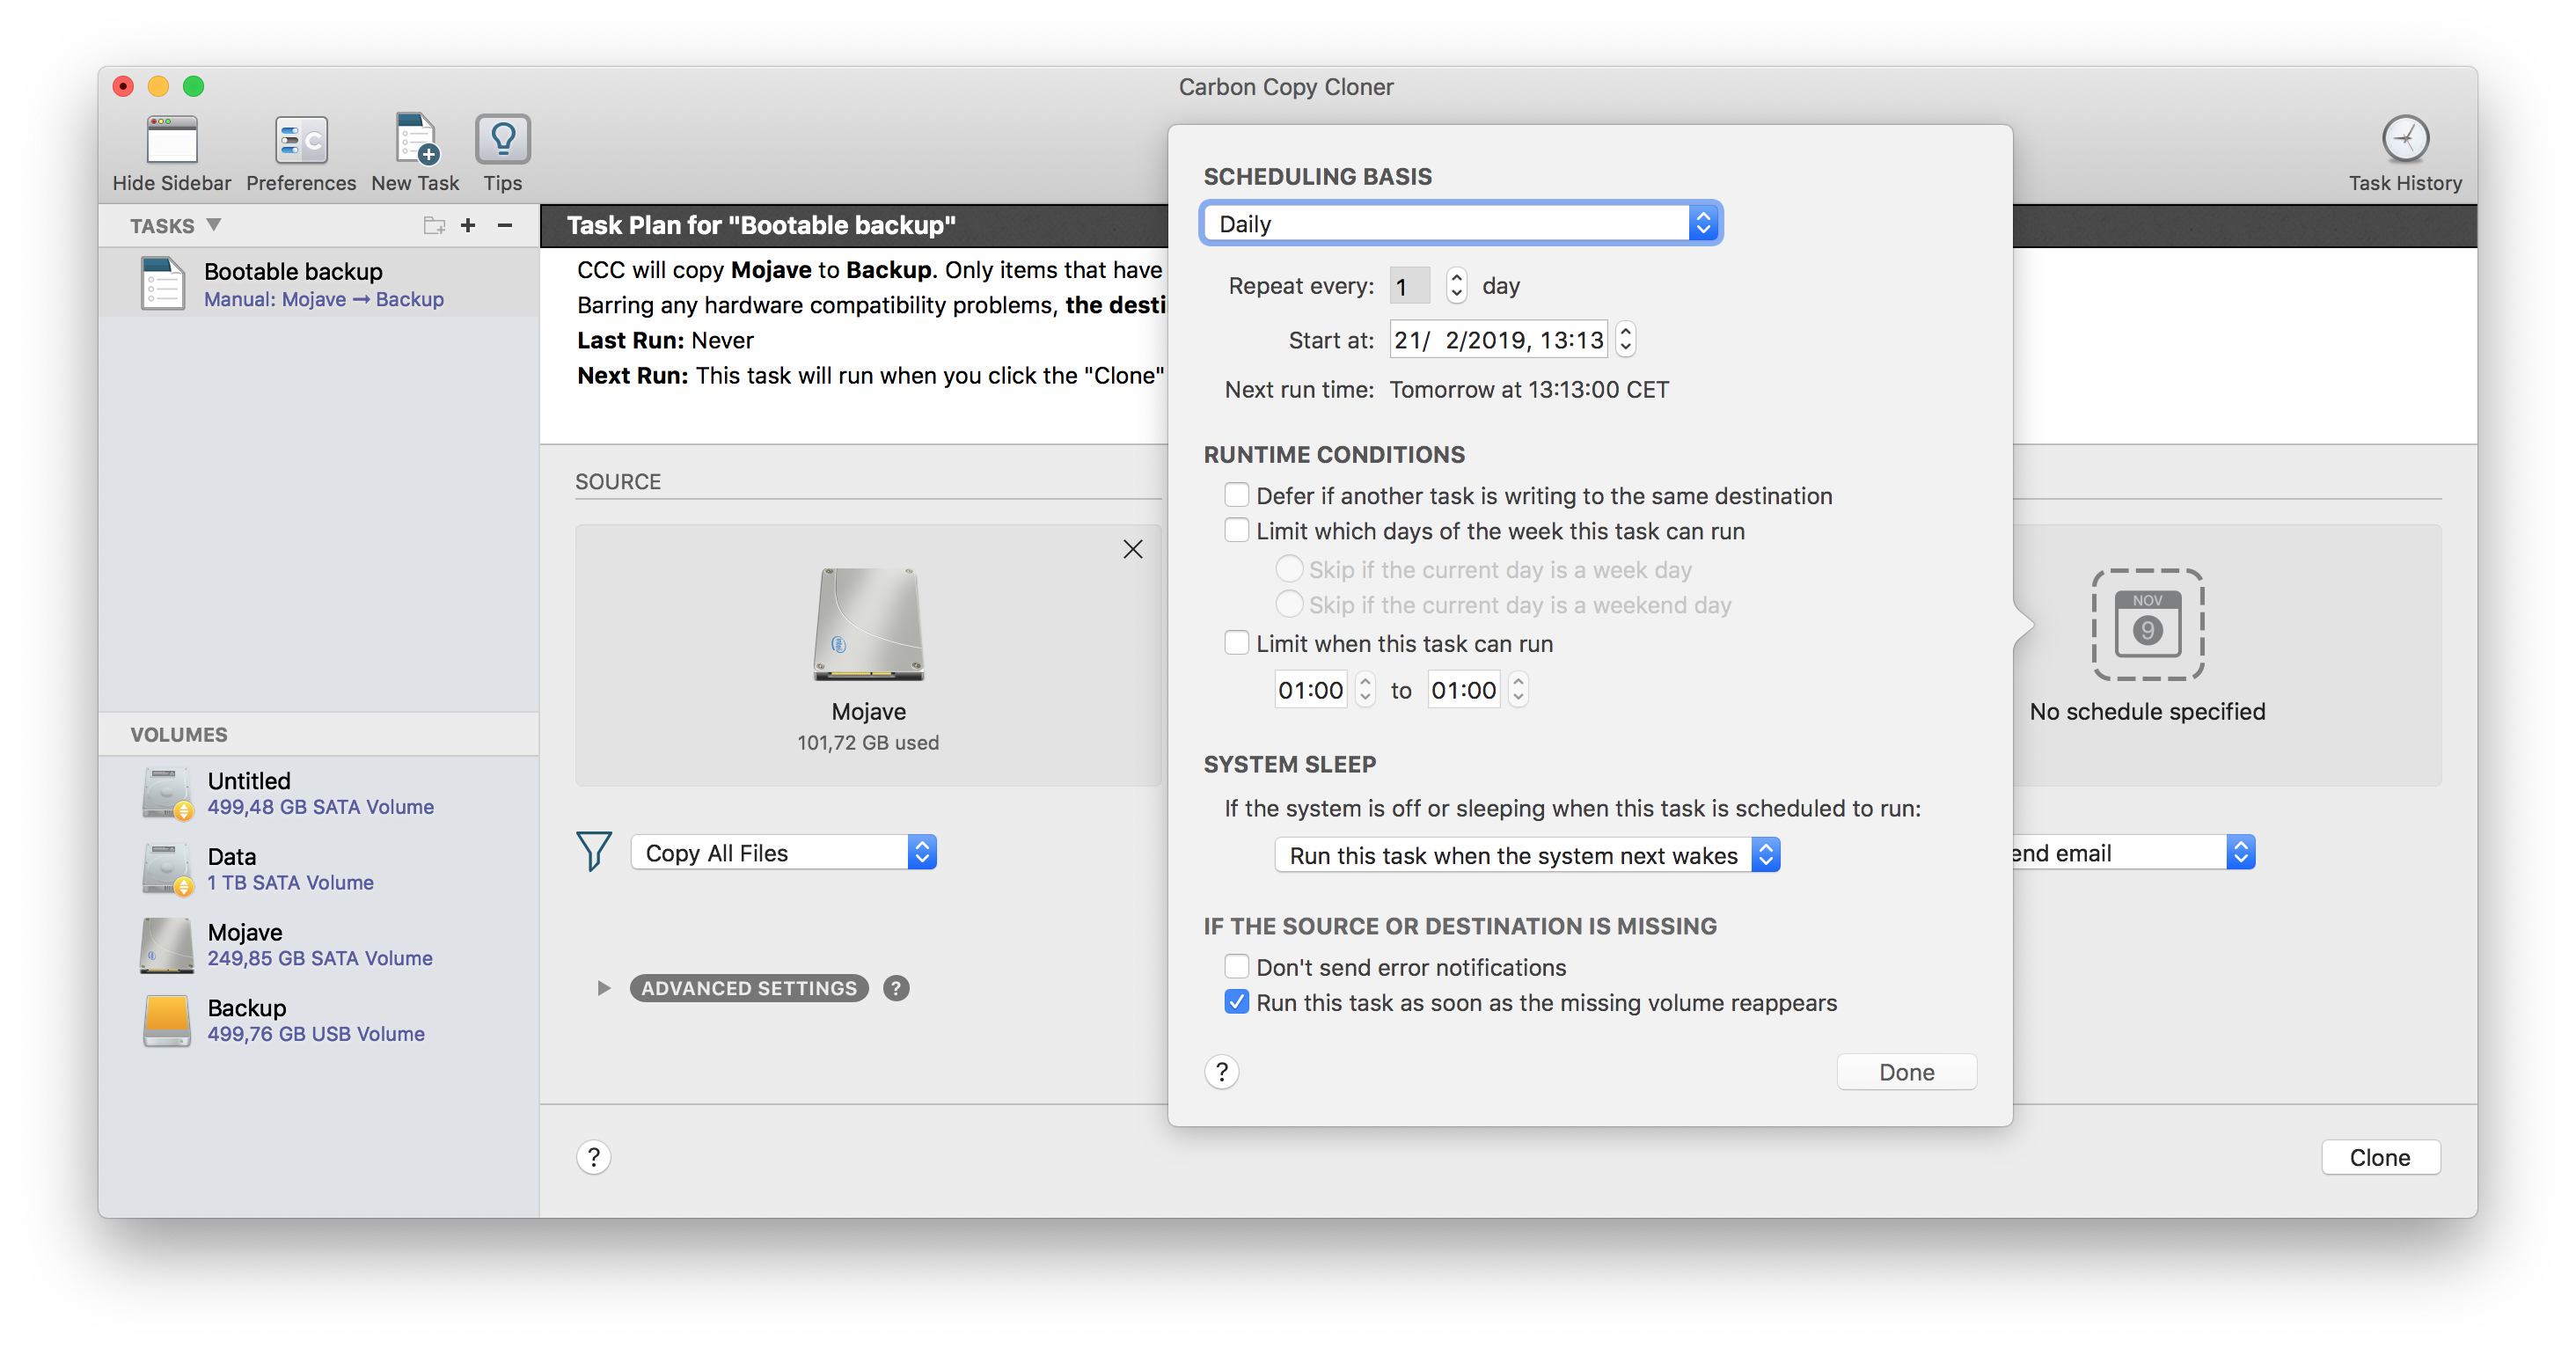 Carbon Copy Cloner
Hide Sidebar
Preferences
New Task
Tips
Task History
TASKS
Bootable backup
Manual: Mojave → Backup
VOLUMES
Untitled
499,48 GB SATA Volume
Data
1 TB SATA Volume
Mojave
249,85 GB SATA Volume
Backup
499,76 GB USB Volume
Task Plan for "Bootable backup"
CCC will copy Mojave to Backup. Only items that have
Barring any hardware compatibility problems, the desti
Last Run: Never
Next Run: This task will run when you click the "Clone"
SOURCE
Mojave
101,72 GB used
Copy All Files
ADVANCED SETTINGS ?
?
SCHEDULING BASIS
Daily
Repeat every: 1 day
Start at: 21/ 2/2019, 13:13
Next run time: Tomorrow at 13:13:00 CET
RUNTIME CONDITIONS
Defer if another task is writing to the same destination
Limit which days of the week this task can run
Skip if the current day is a week day
Skip if the current day is a weekend day
Limit when this task can run
01:00 to 01:00
SYSTEM SLEEP
If the system is off or sleeping when this task is scheduled to run:
Run this task when the system next wakes
IF THE SOURCE OR DESTINATION IS MISSING
Don't send error notifications
Run this task as soon as the missing volume reappears
?
Done
NOV
9
No schedule specified
end email
Clone